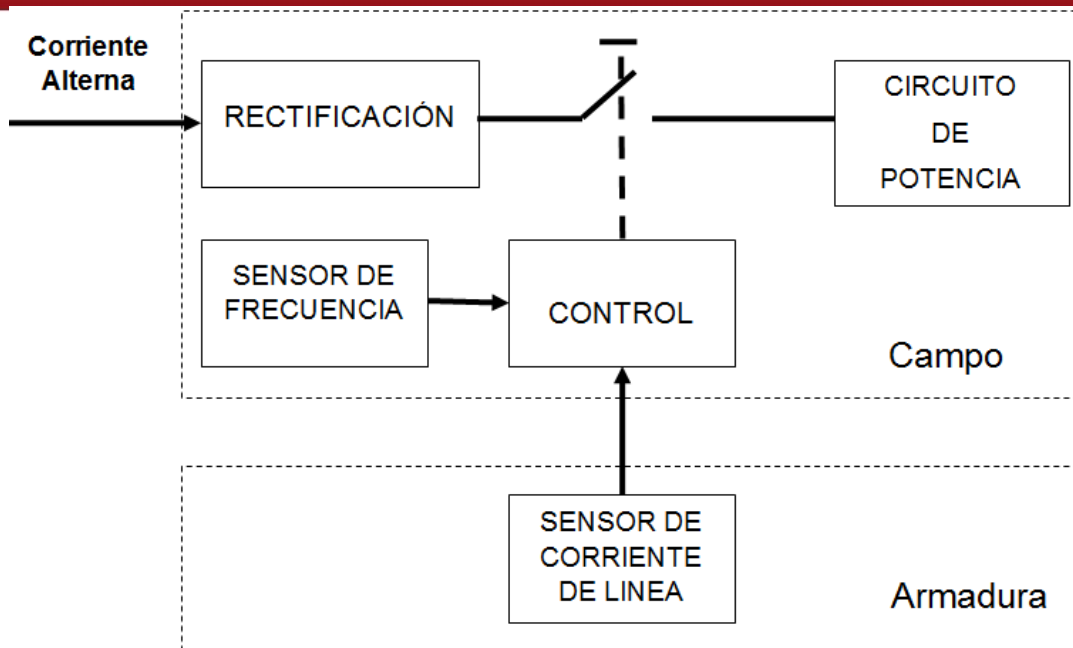 Corriente
Alterna
RECTIFICACIÓN
CIRCUITO
DE
POTENCIA
SENSOR DE
FRECUENCIA
CONTROL
Campo
SENSOR DE
CORRIENTE
DE LINEA
Armadura